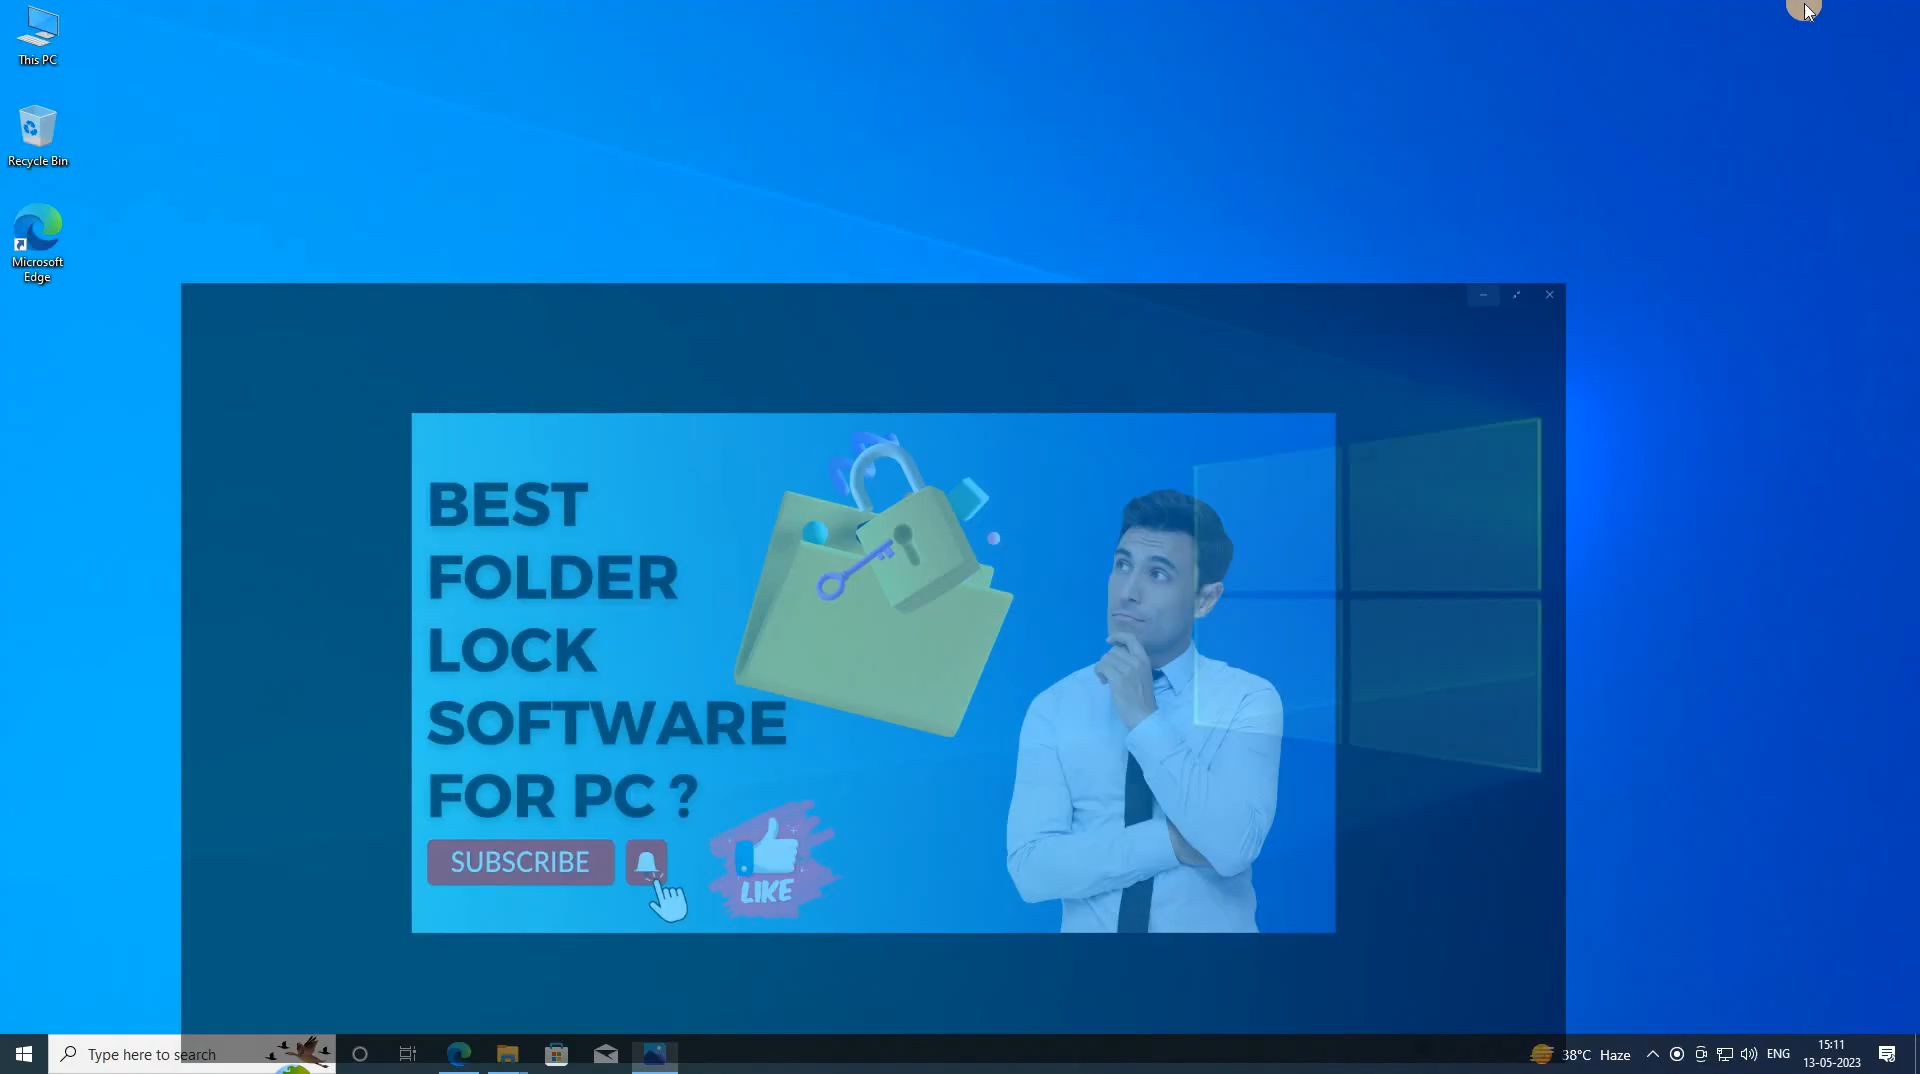 This PC
Recycle Bin
Microsoft
Edge
BEST
FOLDER
LOCK
SOFTWARE
FOR PC ?
SUBSCRIBE
LIKE
Type here to search
38°C Haze
ENG
15:11
13-05-2023